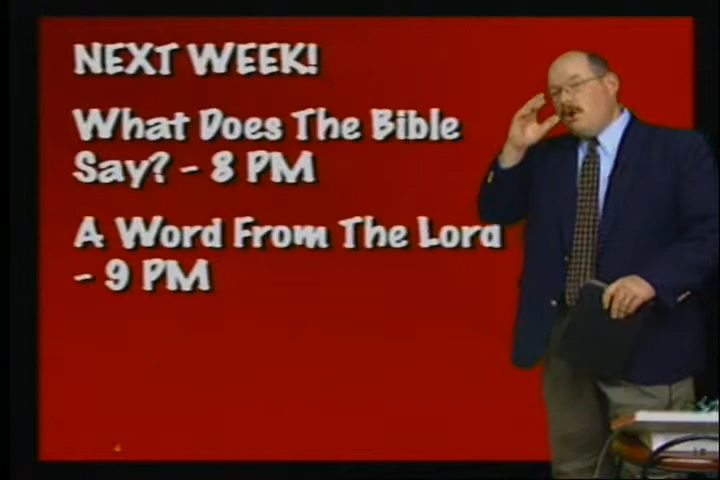 NEXT WEEK!
What Does The Bible
Say? - 8 PM
A Word From The Lord
- 9 PM